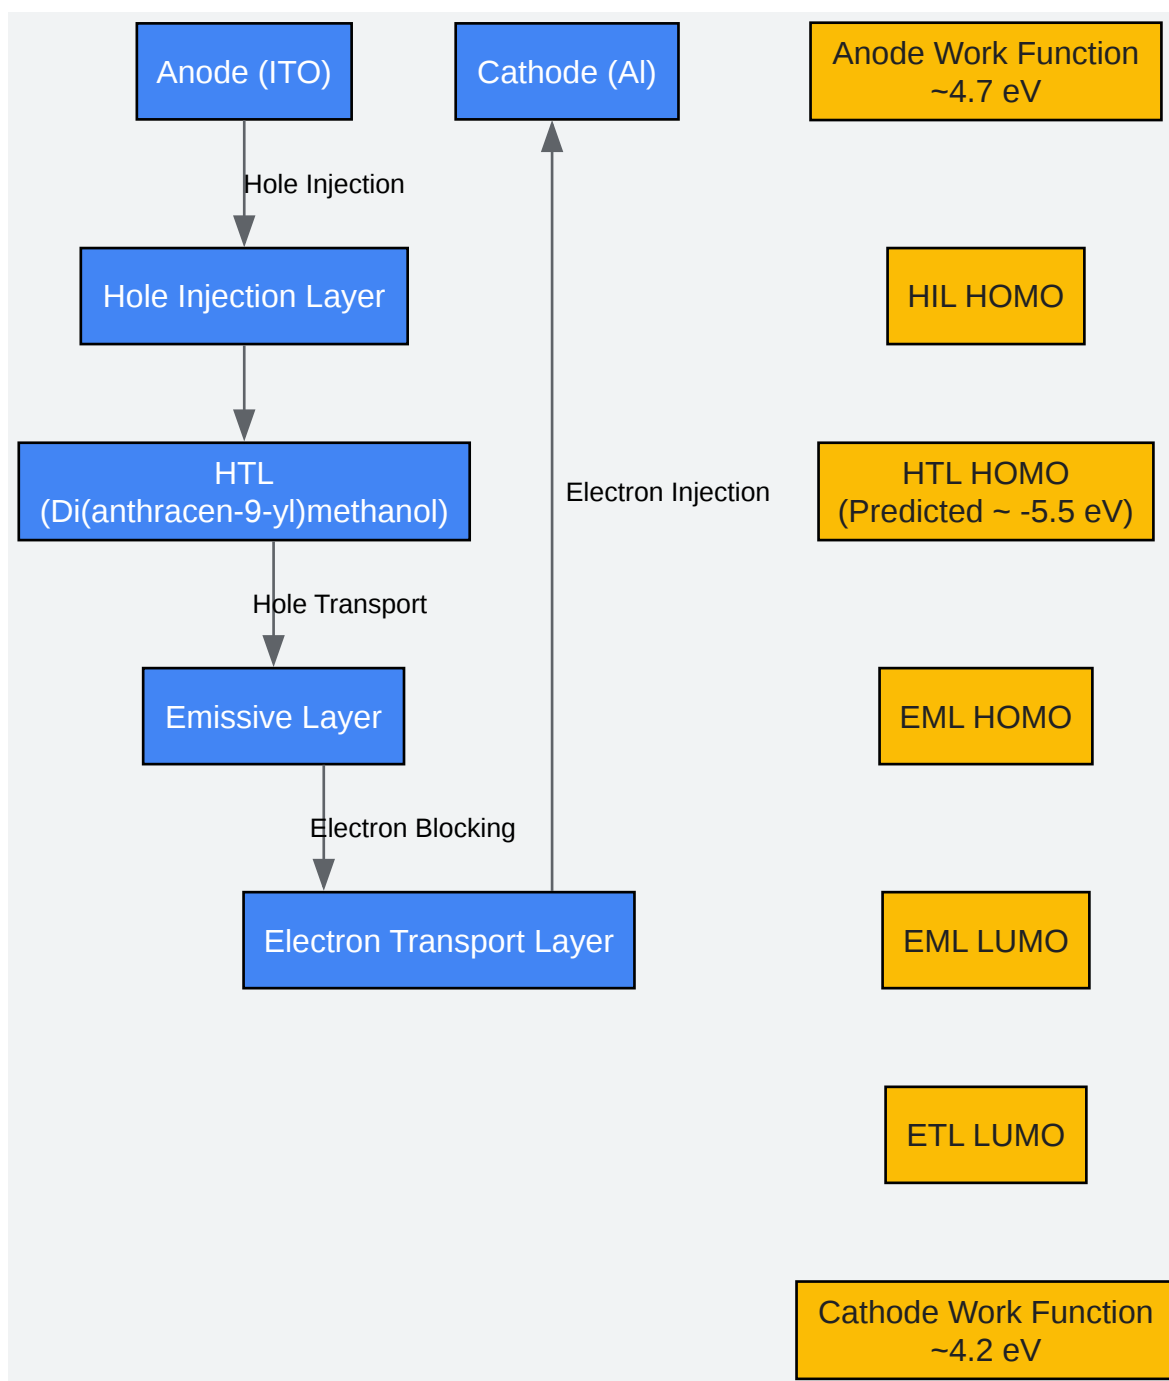 Anode (ITO)
Cathode (Al)
Anode Work Function
~4.7 eV
Hole Injection
Hole Injection Layer
HIL HOMO
HTL
(Di(anthracen-9-yl)methanol)
Electron Injection
HTL HOMO
(Predicted ~ -5.5 eV)
Hole Transport
Emissive Layer
EML HOMO
Electron Blocking
Electron Transport Layer
EML LUMO
ETL LUMO
Cathode Work Function
~4.2 eV